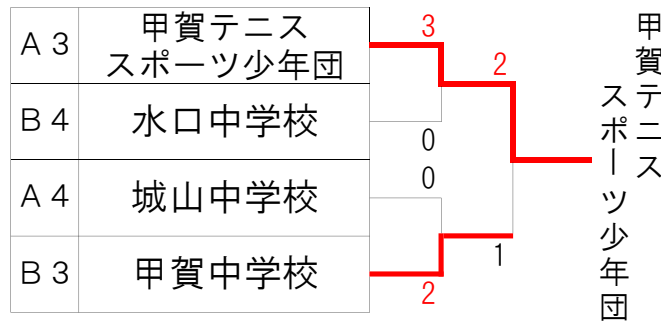 A3
甲賀テニス
スポーツ少年団
3
B4
水口中学校
0
2
A4
城山中学校
0
1
B3
甲賀中学校
2
甲賀テニス
スポーツ少年団